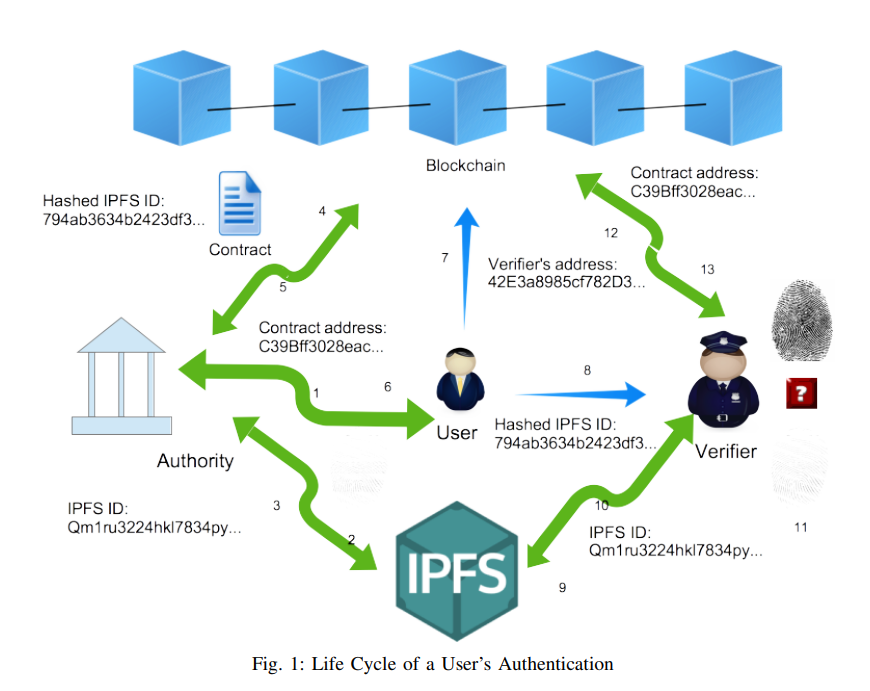 Blockchain
Contract address:
C39Bff3028eac...
Hashed IPFS ID:
794ab3634b2423df3...
4
Contract
12
7
Verifier's address:
42E3a8985cf782D3...
13
5
Contract address:
C39Bff3028eac...
1
6
8
?
User
Hashed IPFS ID:
794ab3634b2423df3...
Verifier
Authority
IPFS ID:
Qm1ru3224hkl7834py...
3
2
IPFS
10
IPFS ID:
Qm1ru3224hkl7834py...
11
9
Fig. 1: Life Cycle of a User's Authentication